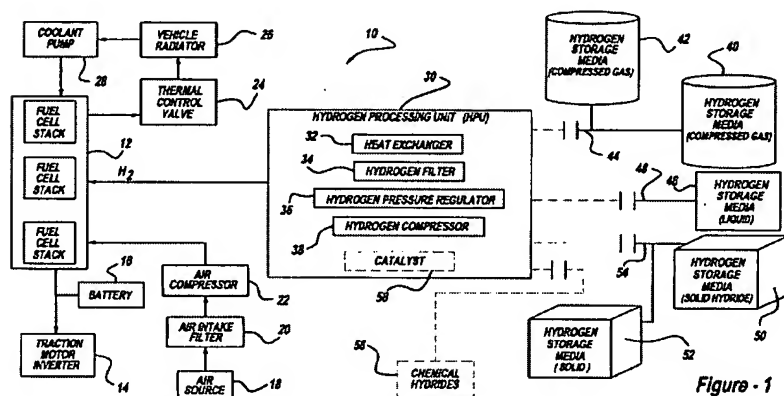 COOLANT
PUMP
28
VEHICLE
RADIATOR
26
THERMAL
CONTROL
VALVE
24
10
FUEL CELL
STACK
FUEL CELL
STACK
FUEL CELL
STACK
12
H2
BATTERY
16
TRACTION
MOTOR
INVERTER
14
AIR
COMPRESSOR
22
AIR INTAKE
FILTER
20
AIR
SOURCE
18
30
HYDROGEN PROCESSING UNIT (HPU)
32
HEAT EXCHANGER
34
HYDROGEN FILTER
36
HYDROGEN PRESSURE REGULATOR
38
HYDROGEN COMPRESSOR
CATALYST
58
CHEMICAL
HYDRIDES
56
HYDROGEN
STORAGE
MEDIA
(COMPRESSED GAS)
42
HYDROGEN
STORAGE
MEDIA
(COMPRESSED GAS)
40
44
48
46
HYDROGEN
STORAGE
MEDIA
(LIQUID)
54
HYDROGEN
STORAGE
MEDIA
(SOLID HYDRIDE)
50
HYDROGEN
STORAGE
MEDIA
(SOLID)
52
Figure - 1